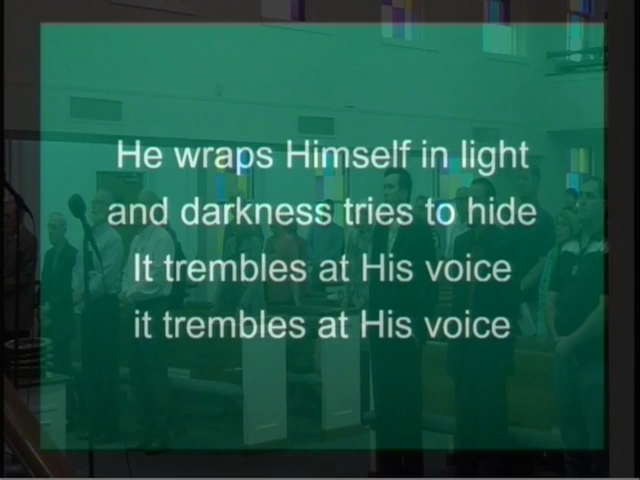 He wraps Himself in light
and darkness tries to hide
It trembles at His voice
it trembles at His voice